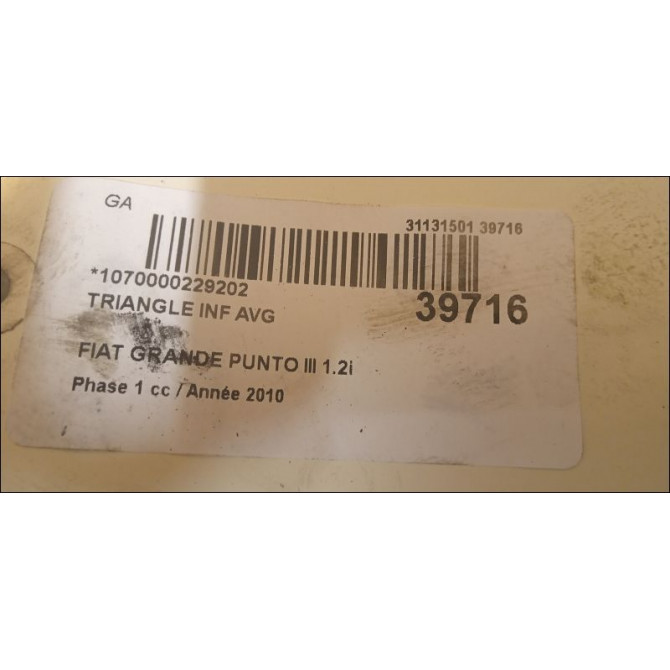 GA
31131501 39716
*1070000229202
39716
TRIANGLE INF AVG
FIAT GRANDE PUNTO III 1.2i
Phase 1 cc / Année 2010